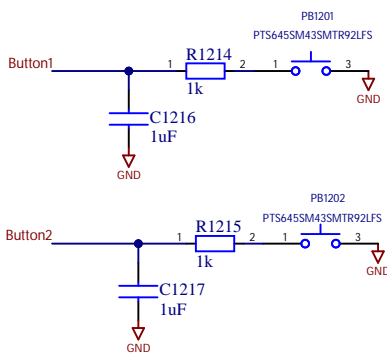 PB1201
PTS645SM43SMTR92LFS
Button1
1
R1214
2
1
3
1k
GND
C1216
1uF
GND
PB1202
PTS645SM43SMTR92LFS
Button2
1
R1215
2
1
3
1k
GND
C1217
1uF
GND